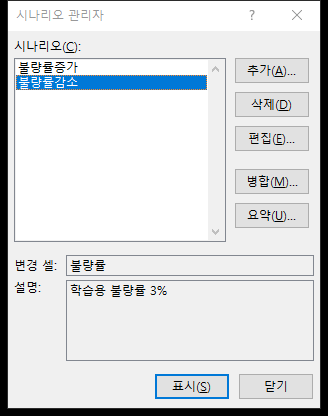 시나리오 관리자
?
시나리오(C):
불량률증가
불량률감소
추가(A)...
삭제(D)
편집(E)...
병합(M)...
요약(U)...
변경 셀: 불량률
설명: 학습용 불량률 3%
표시(S)
닫기